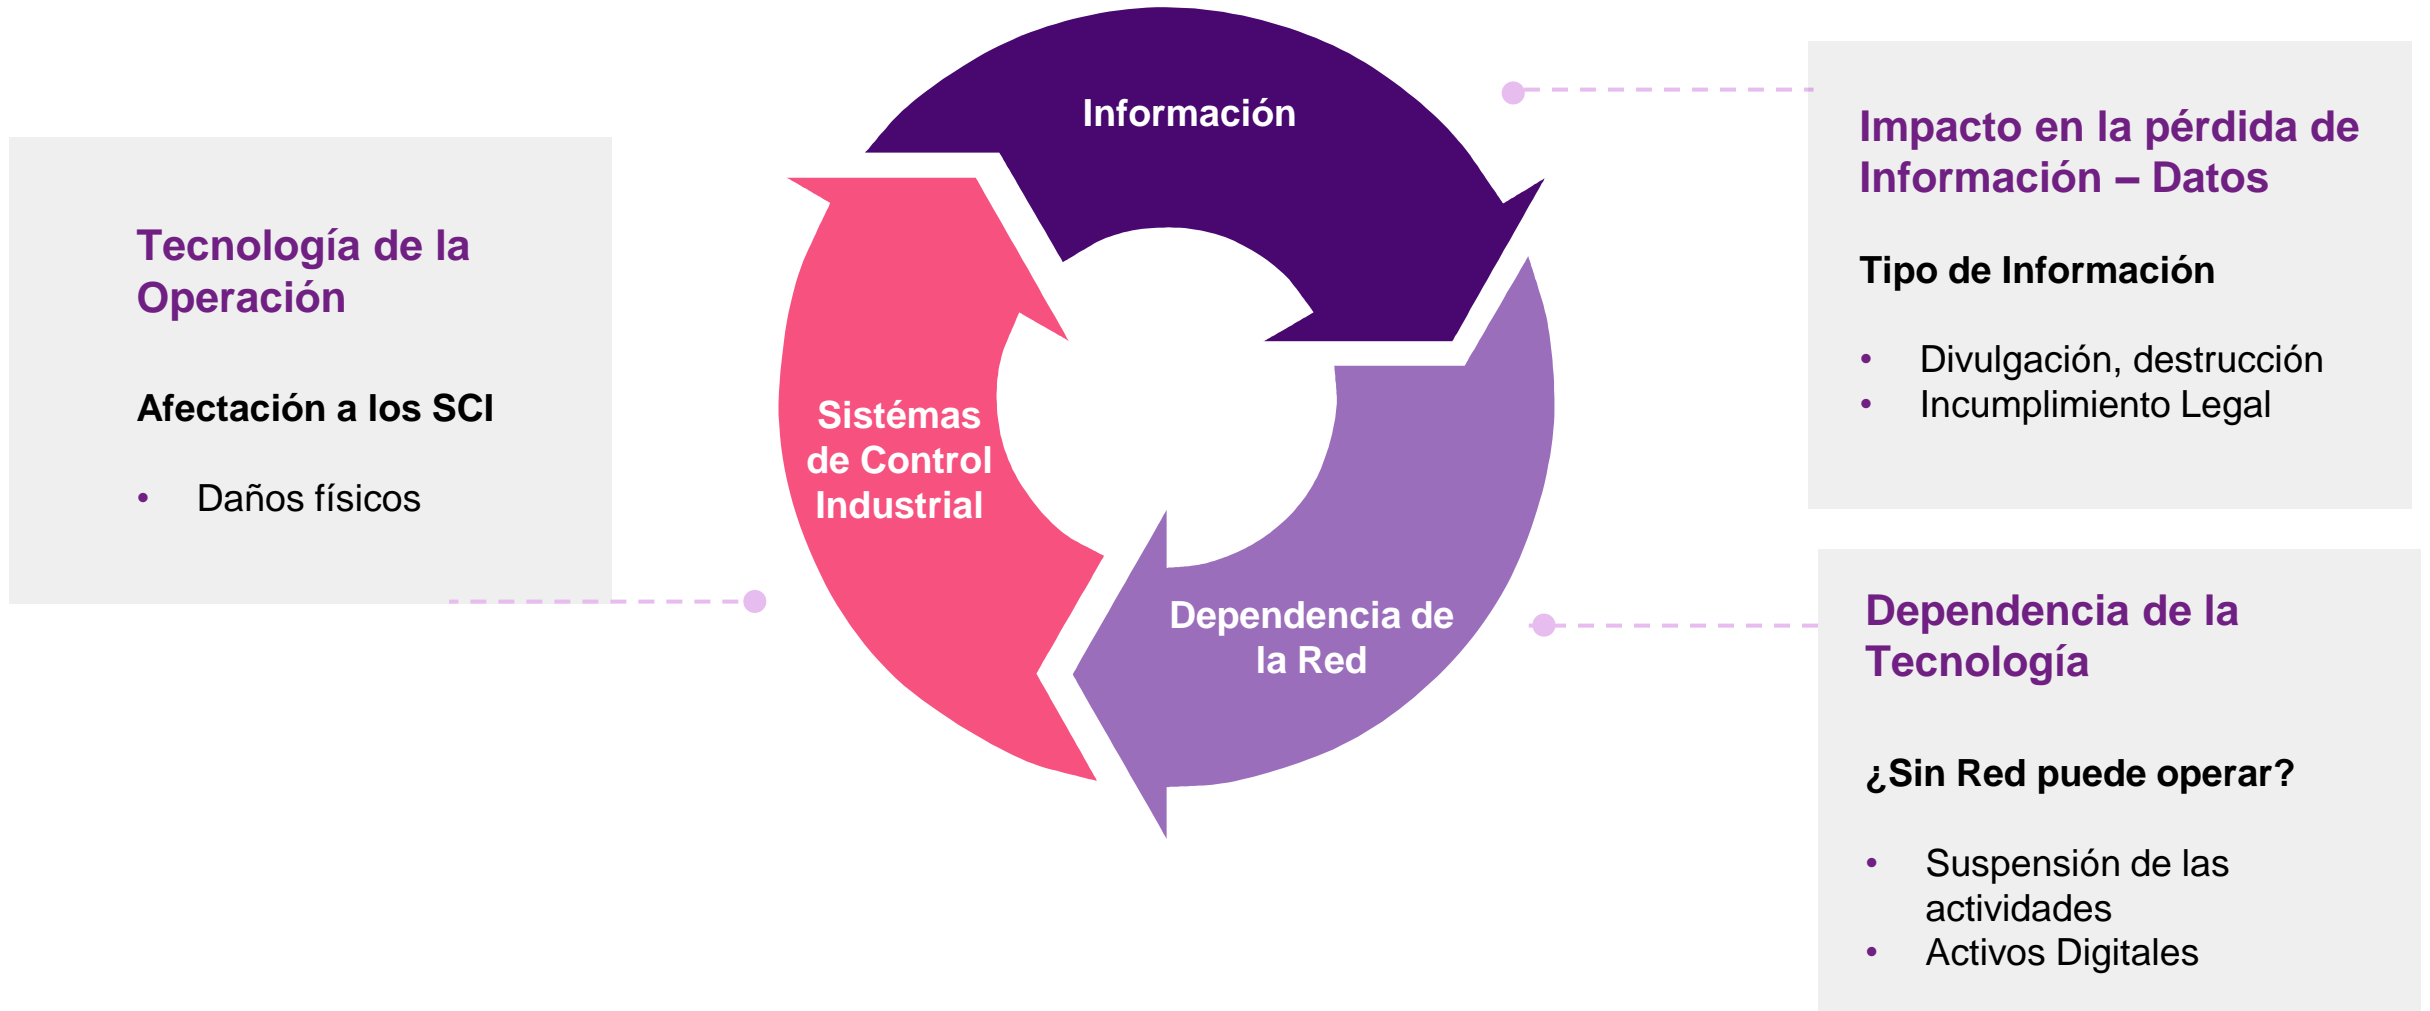 Información
Sistémas
de Control
Industrial
Dependencia de
la Red
Tecnología de la
Operación
Afectación a los SCI
• Daños físicos
Impacto en la pérdida de
Información – Datos
Tipo de Información
• Divulgación, destrucción
• Incumplimiento Legal
Dependencia de la
Tecnología
¿Sin Red puede operar?
• Suspensión de las
actividades
• Activos Digitales